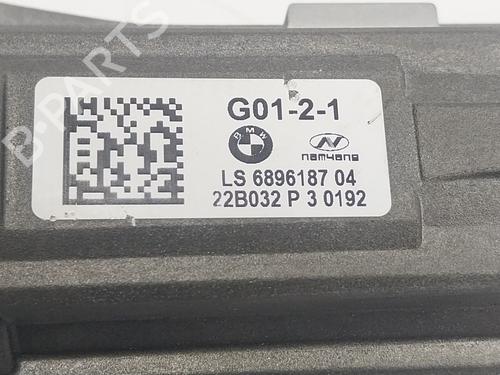 G01-2-1
BMW
namyang
LS 6896187 04
22B032 P 3 0192
B-PARTS